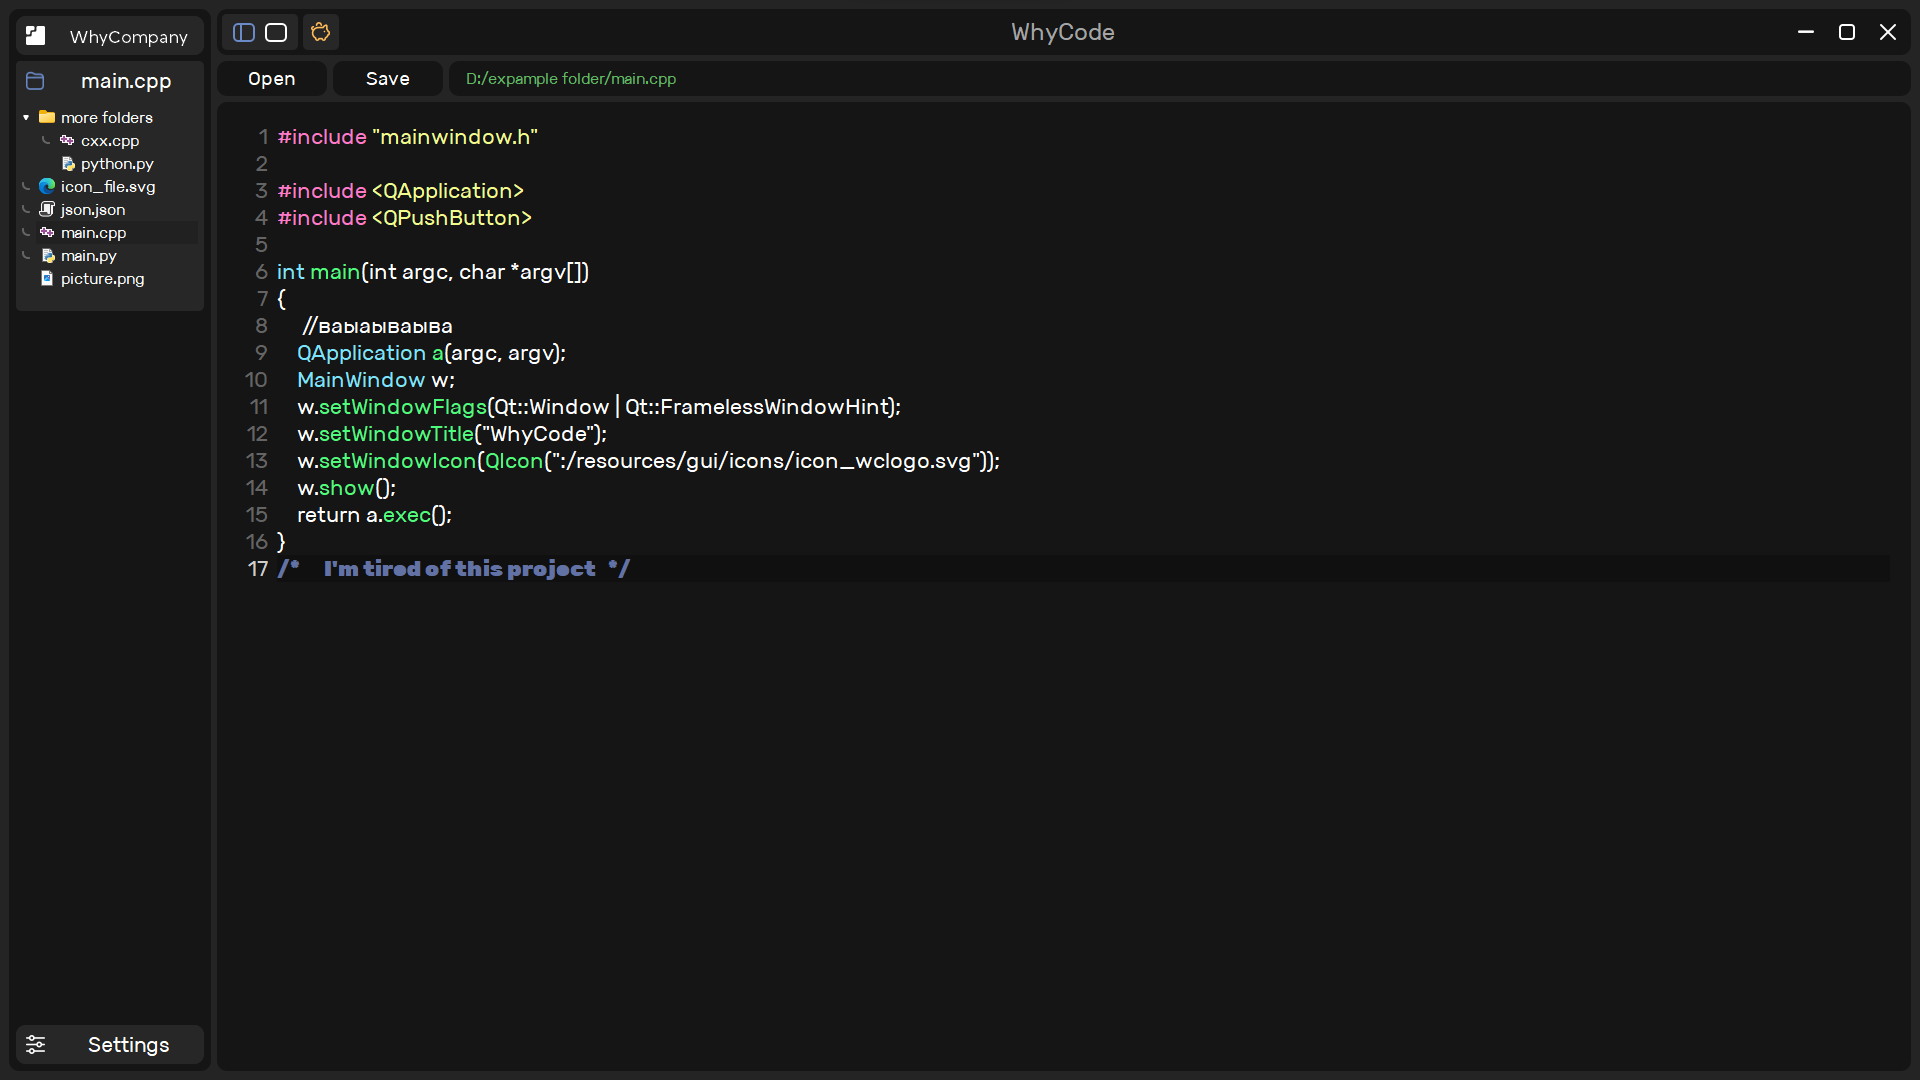 WhyCompany
main.cpp
more folders
cxx.cpp
python.py
icon_file.svg
json.json
main.cpp
main.py
picture.png
Settings
WhyCode
Open
Save
D:/expample folder/main.cpp
1 #include "mainwindow.h"
2
3 #include <QApplication>
4 #include <QPushButton>
5
6 int main(int argc, char *argv[])
7 {
8 //ваыаываыва
9 QApplication a(argc, argv);
10 MainWindow w;
11 w.setWindowFlags(Qt::Window | Qt::FramelessWindowHint);
12 w.setWindowTitle("WhyCode");
13 w.setWindowIcon(QIcon(":/resources/gui/icons/icon_wclogo.svg"));
14 w.show();
15 return a.exec();
16 }
17 /* I'm tired of this project */